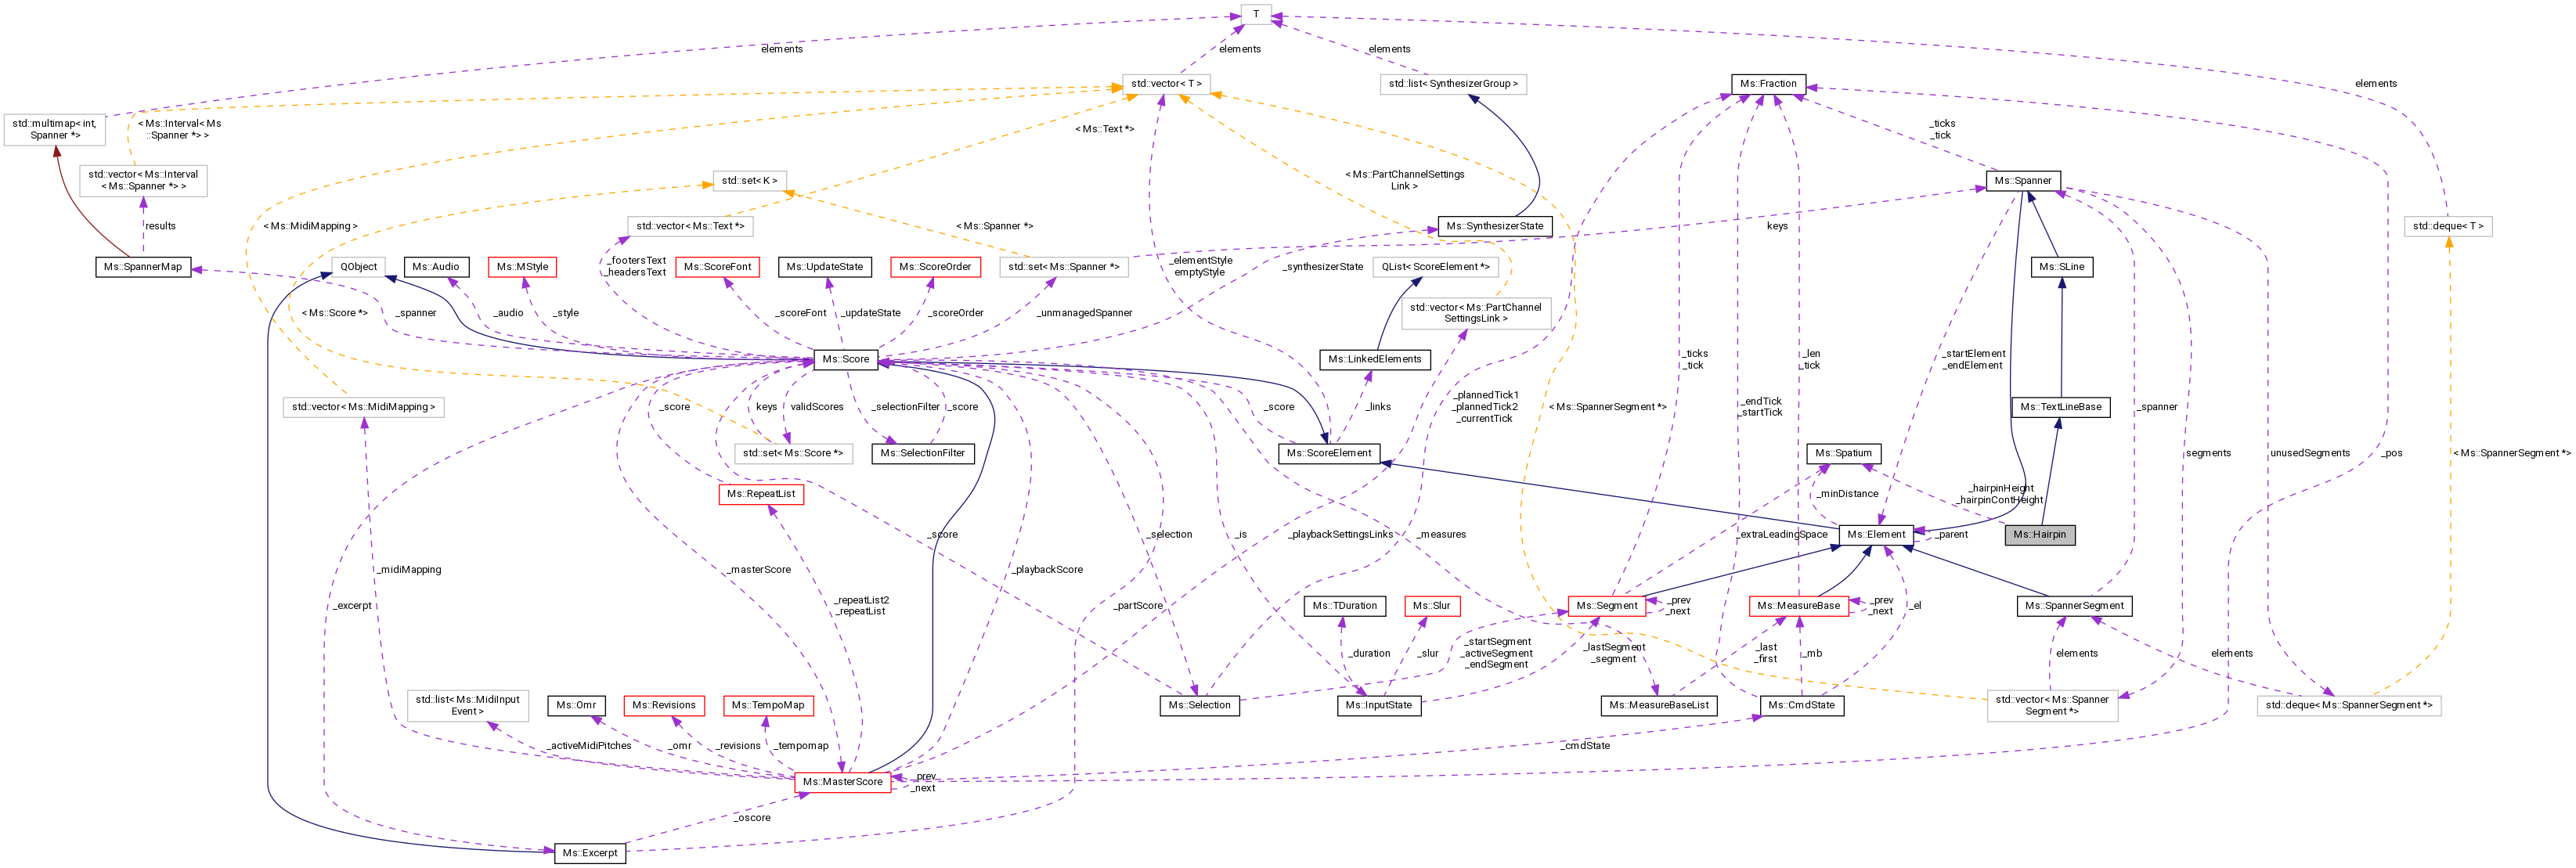 T
elements
elements
elements
elements
std::vector< T >
std::list< SynthesizerGroup >
Ms::Fraction
std::multimap< int,
Spanner *>
< Ms::Interval< Ms
::Spanner *> >
< Ms::Text *>
_ticks
_tick
std::vector< Ms::Interval
< Ms::Spanner *> >
std::set< K >
< Ms::PartChannelSettings
Link >
Ms::Spanner
results
< Ms::MidiMapping >
std::vector< Ms::Text *>
< Ms::Spanner *>
Ms::SynthesizerState
keys
std::deque< T >
Ms::SpannerMap
QObject
Ms::Audio
Ms::MStyle
_footersText
_headersText
Ms::ScoreFont
Ms::UpdateState
Ms::ScoreOrder
std::set< Ms::Spanner *>
_elementStyle
emptyStyle
_synthesizerState
QList< ScoreElement *>
Ms::SLine
< Ms::Score *>
_spanner
_audio
_style
_scoreFont
_updateState
_scoreOrder
_unmanagedSpanner
std::vector< Ms::PartChannel
SettingsLink >
Ms::Score
Ms::LinkedElements
_ticks
_tick
_len
_tick
_startElement
_endElement
std::vector< Ms::MidiMapping >
_score
keys
validScores
_selectionFilter
_score
_score
_links
_plannedTick1
_plannedTick2
_currentTick
< Ms::SpannerSegment *>
_endTick
_startTick
Ms::TextLineBase
_spanner
std::set< Ms::Score *>
Ms::SelectionFilter
Ms::ScoreElement
Ms::Spatium
segments
unusedSegments
_pos
< Ms::SpannerSegment *>
Ms::RepeatList
_minDistance
_hairpinHeight
_hairpinContHeight
_score
_selection
_is
_playbackSettingsLinks
_measures
_extraLeadingSpace
Ms::Element
_parent
Ms::Hairpin
_midiMapping
_masterScore
_playbackScore
_excerpt
_repeatList2
_repeatList
_partScore
Ms::TDuration
Ms::Slur
Ms::Segment
_prev
_next
Ms::MeasureBase
_prev
_next
_el
Ms::SpannerSegment
_startSegment
_activeSegment
_endSegment
_duration
_slur
_lastSegment
_segment
_last
_first
_mb
elements
elements
std::list< Ms::MidiInput
Event >
Ms::Omr
Ms::Revisions
Ms::TempoMap
Ms::Selection
Ms::InputState
Ms::MeasureBaseList
Ms::CmdState
std::vector< Ms::Spanner
Segment *>
std::deque< Ms::SpannerSegment *>
_activeMidiPitches
_omr
_revisions
_tempomap
_cmdState
Ms::MasterScore
_prev
_next
_oscore
Ms::Excerpt